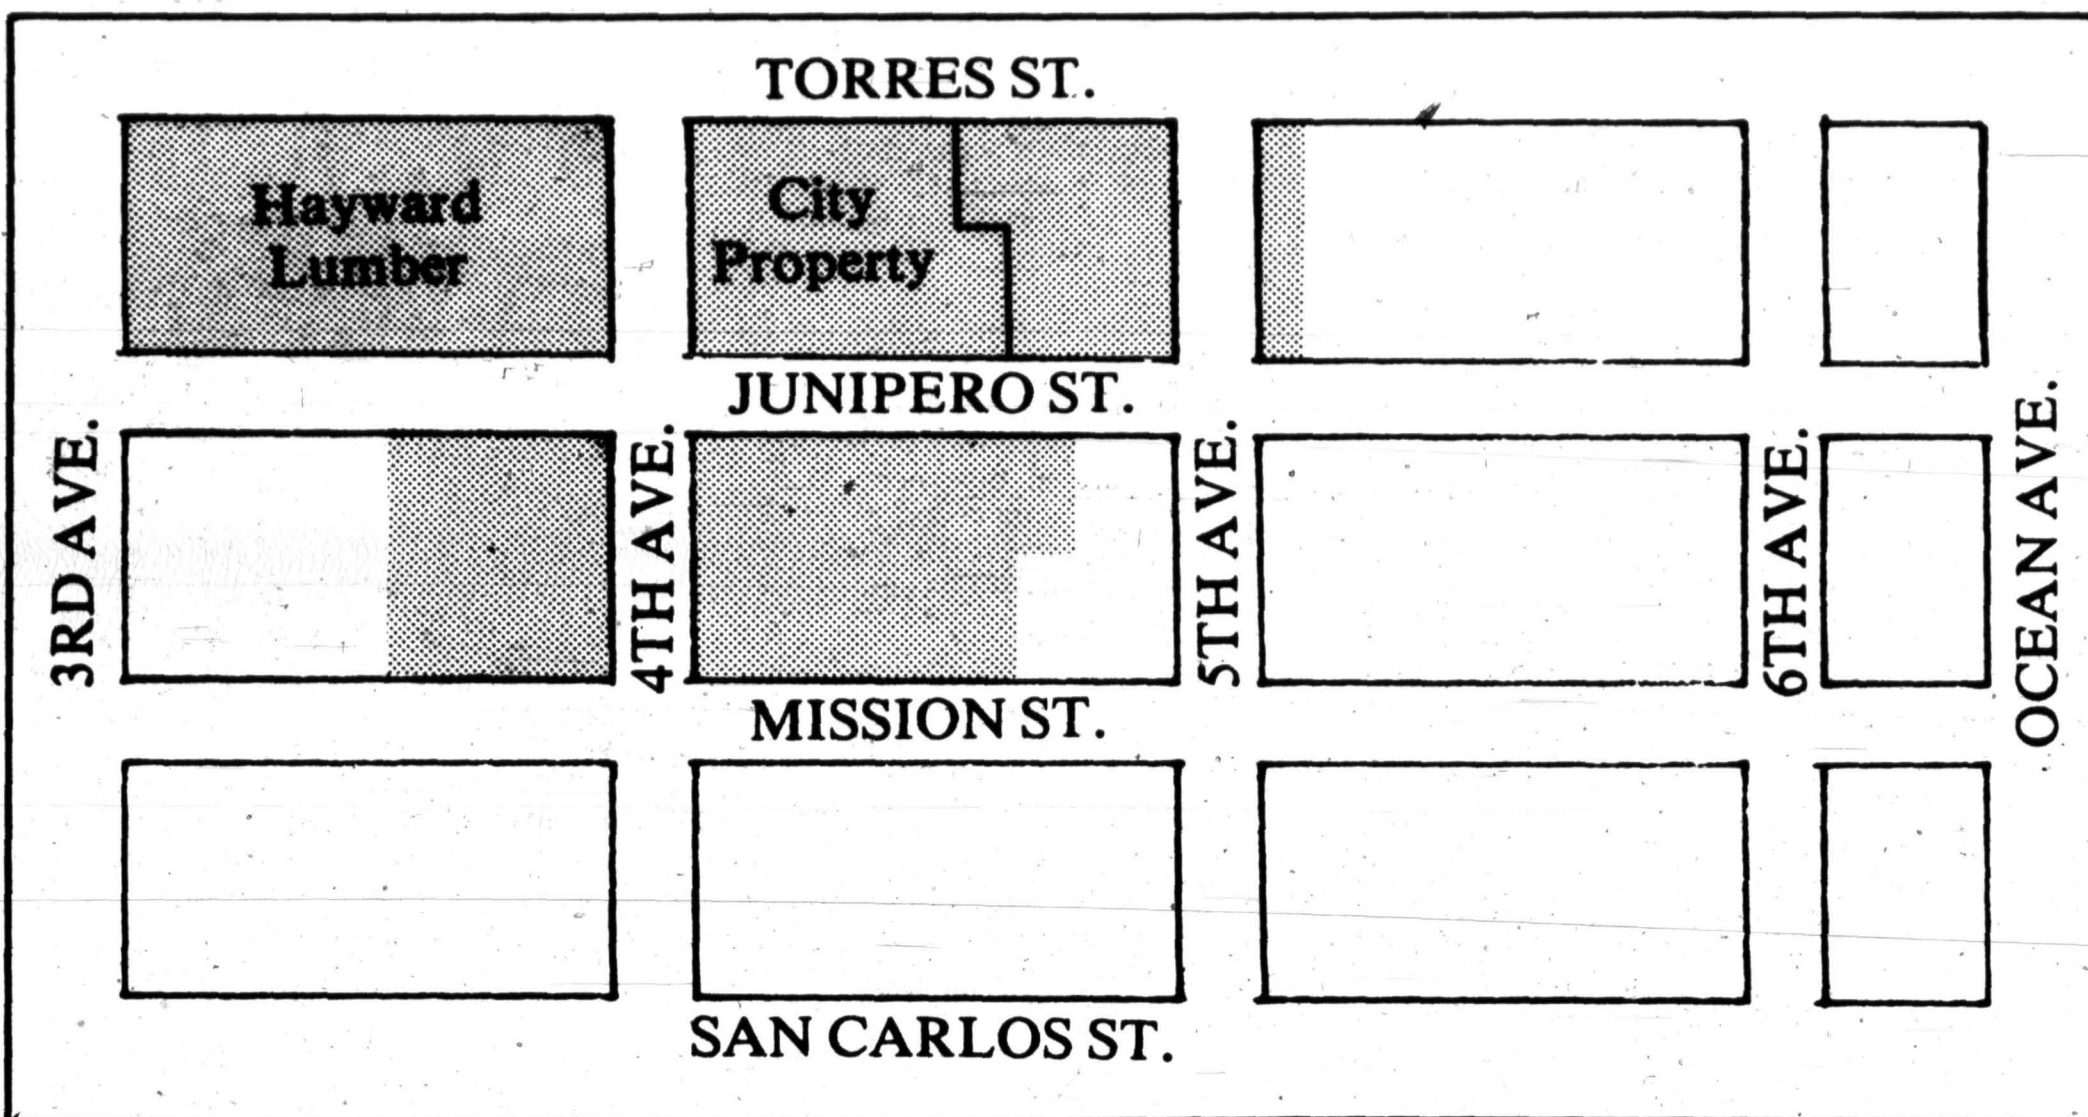 TORRES ST.
Hayward
Lumber
City
Property
JUNIPERO ST.
3RD AVE.
4TH AVE.
5TH AVE.
6TH AVE.
OCEAN AVE.
MISSION ST.
SAN CARLOS ST.